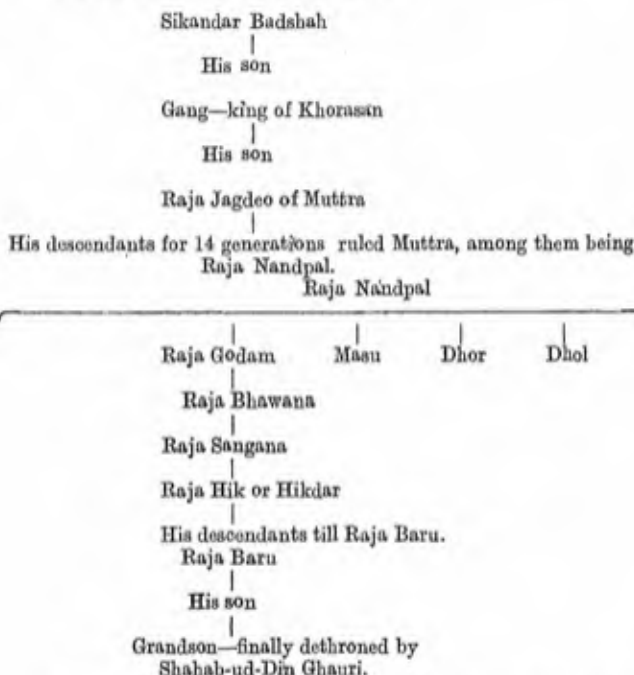 Sikandar Badshah
His son
Gang—king of Khorasan
His son
Raja Jagdeo of Muttra
His descendants for 14 generations ruled Muttra, among them being
Raja Nandpal.
Raja Nandpal
Raja Godam Masu Dhor Dhol
Raja Bhawana
Raja Sangana
Raja Hik or Hikdar
His descendants till Raja Baru.
Raja Baru
His son
Grandson—finally dethroned by
Shahab-ud-Din Ghauri.